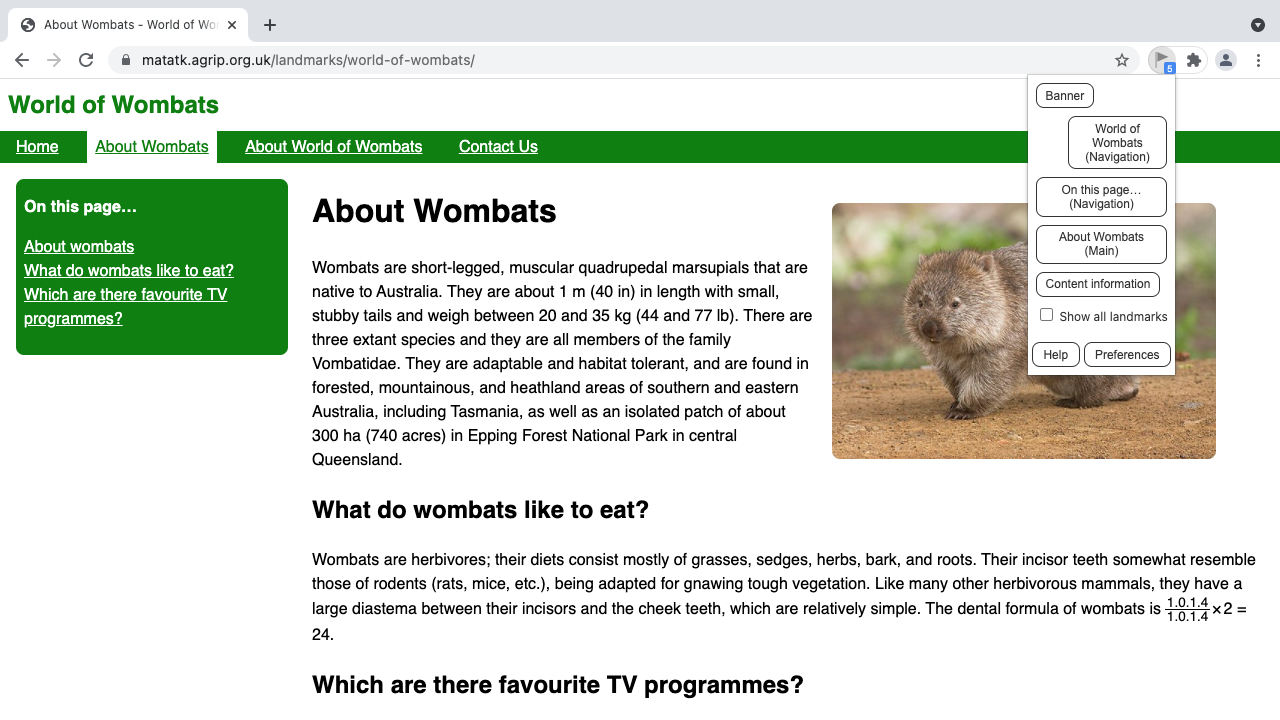 About Wombats - World of Wo
matatk.agrip.org.uk/landmarks/world-of-wombats/
5
World of Wombats
Home
About Wombats
About World of Wombats
Contact Us
Banner
World of
Wombats
(Navigation)
On this page…
(Navigation)
About Wombats
(Main)
Content information
Show all landmarks
Help
Preferences
On this page…
About wombats
What do wombats like to eat?
Which are there favourite TV
programmes?
About Wombats
Wombats are short-legged, muscular quadrupedal marsupials that are
native to Australia. They are about 1 m (40 in) in length with small,
stubby tails and weigh between 20 and 35 kg (44 and 77 lb). There are
three extant species and they are all members of the family
Vombatidae. They are adaptable and habitat tolerant, and are found in
forested, mountainous, and heathland areas of southern and eastern
Australia, including Tasmania, as well as an isolated patch of about
300 ha (740 acres) in Epping Forest National Park in central
Queensland.
What do wombats like to eat?
Wombats are herbivores; their diets consist mostly of grasses, sedges, herbs, bark, and roots. Their incisor teeth somewhat resemble
those of rodents (rats, mice, etc.), being adapted for gnawing tough vegetation. Like many other herbivorous mammals, they have a
large diastema between their incisors and the cheek teeth, which are relatively simple. The dental formula of wombats is 1.0.1.4/1.0.1.4 × 2 =
24.
Which are there favourite TV programmes?